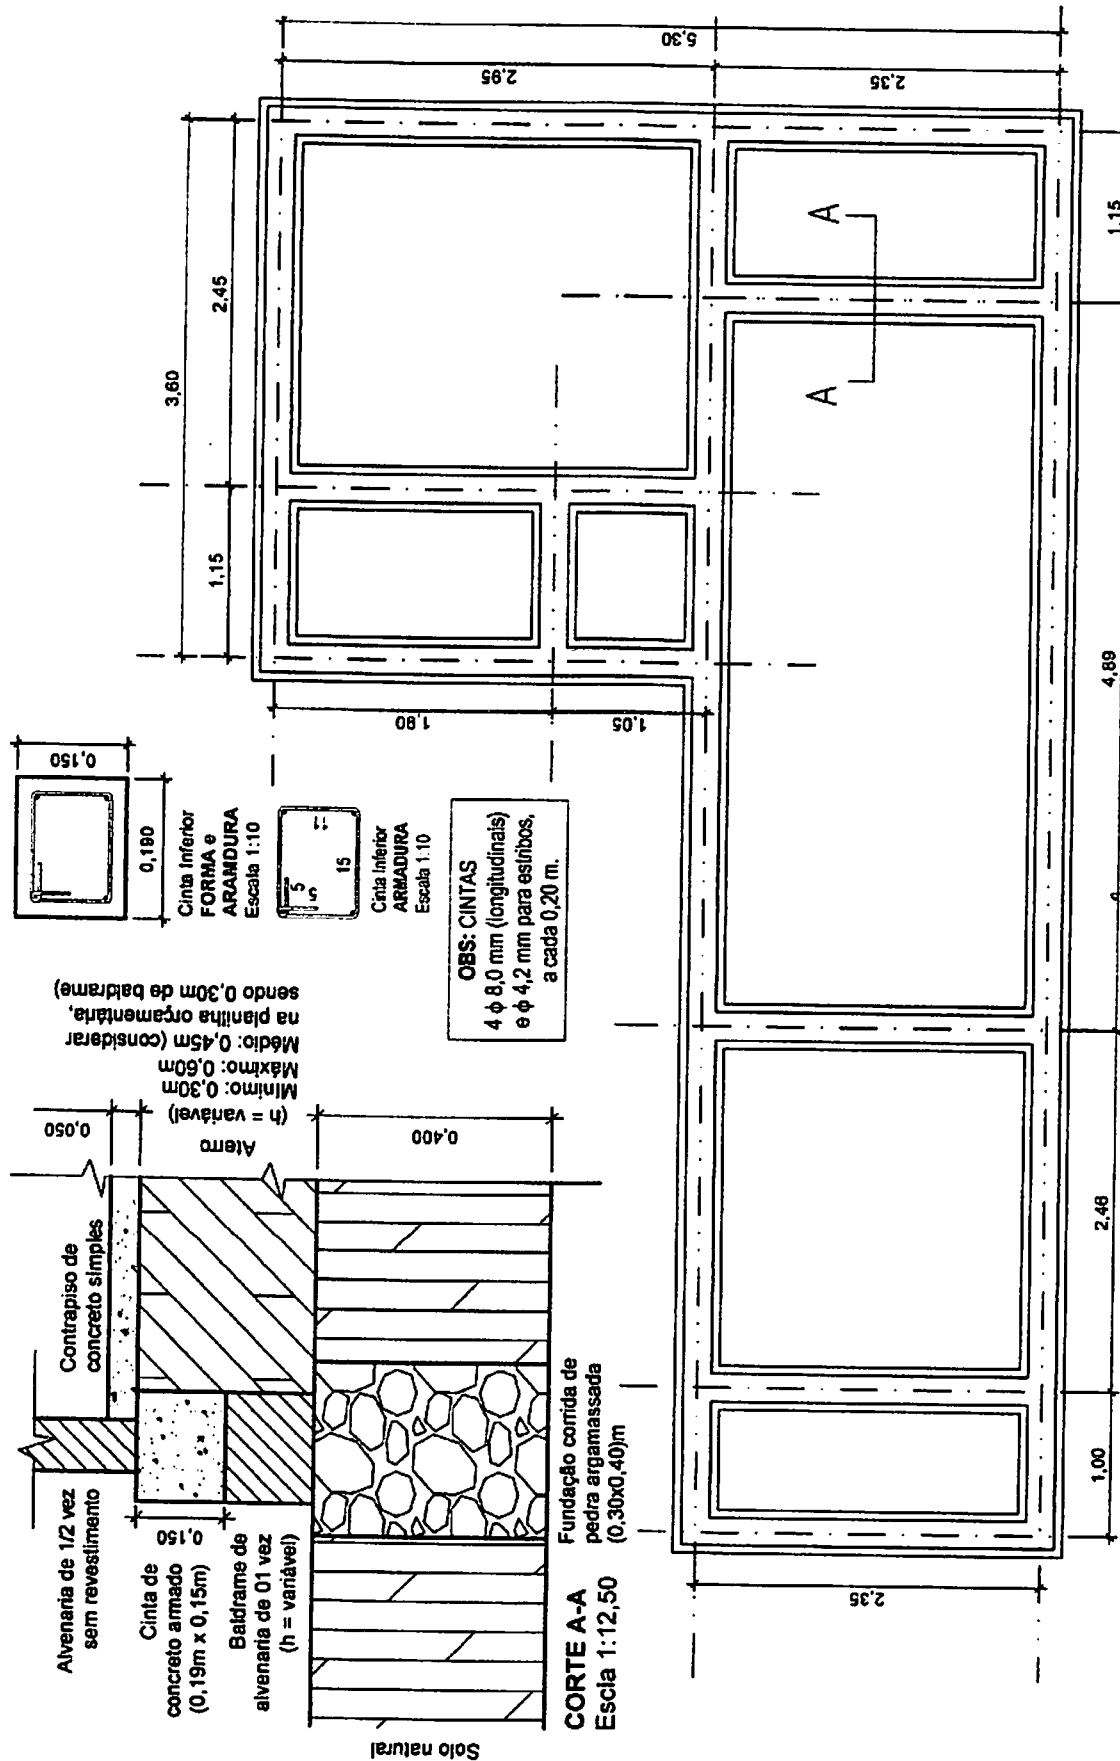 Solo natural
Alvenaria de 1/2 vez
sem revestimento
Cinta de
concreto armado
(0,19m x 0,15m)
0,150
Baldrame de
alvenaria de 01 vez
(h = variável)
Contrapiso de
concreto simples
0,050
Aterro
(h = variável)
Mínimo: 0,30m
Máximo: 0,60m
Médio: 0,45m (considerar
na planilha orçamentária,
sendo 0,30m de baldrame)
0,400
Fundação corrida de
pedra argamassada
(0,30x0,40)m
CORTE A-A
Escla 1:12,50
0,150
0,190
Cinta Inferior
FORMA e
ARAMDURA
Escala 1:10
5
5
11
15
Cinta Inferior
ARMADURA
Escala 1:10
OBS: CINTAS
4 ϕ 8,0 mm (longitudinais)
e ϕ 4,2 mm para estribos,
a cada 0,20 m.
3,60
1,15
2,45
1,90
1,05
2,95
2,35
5,30
A
A
2,35
1,00
2,46
4,89
1,15